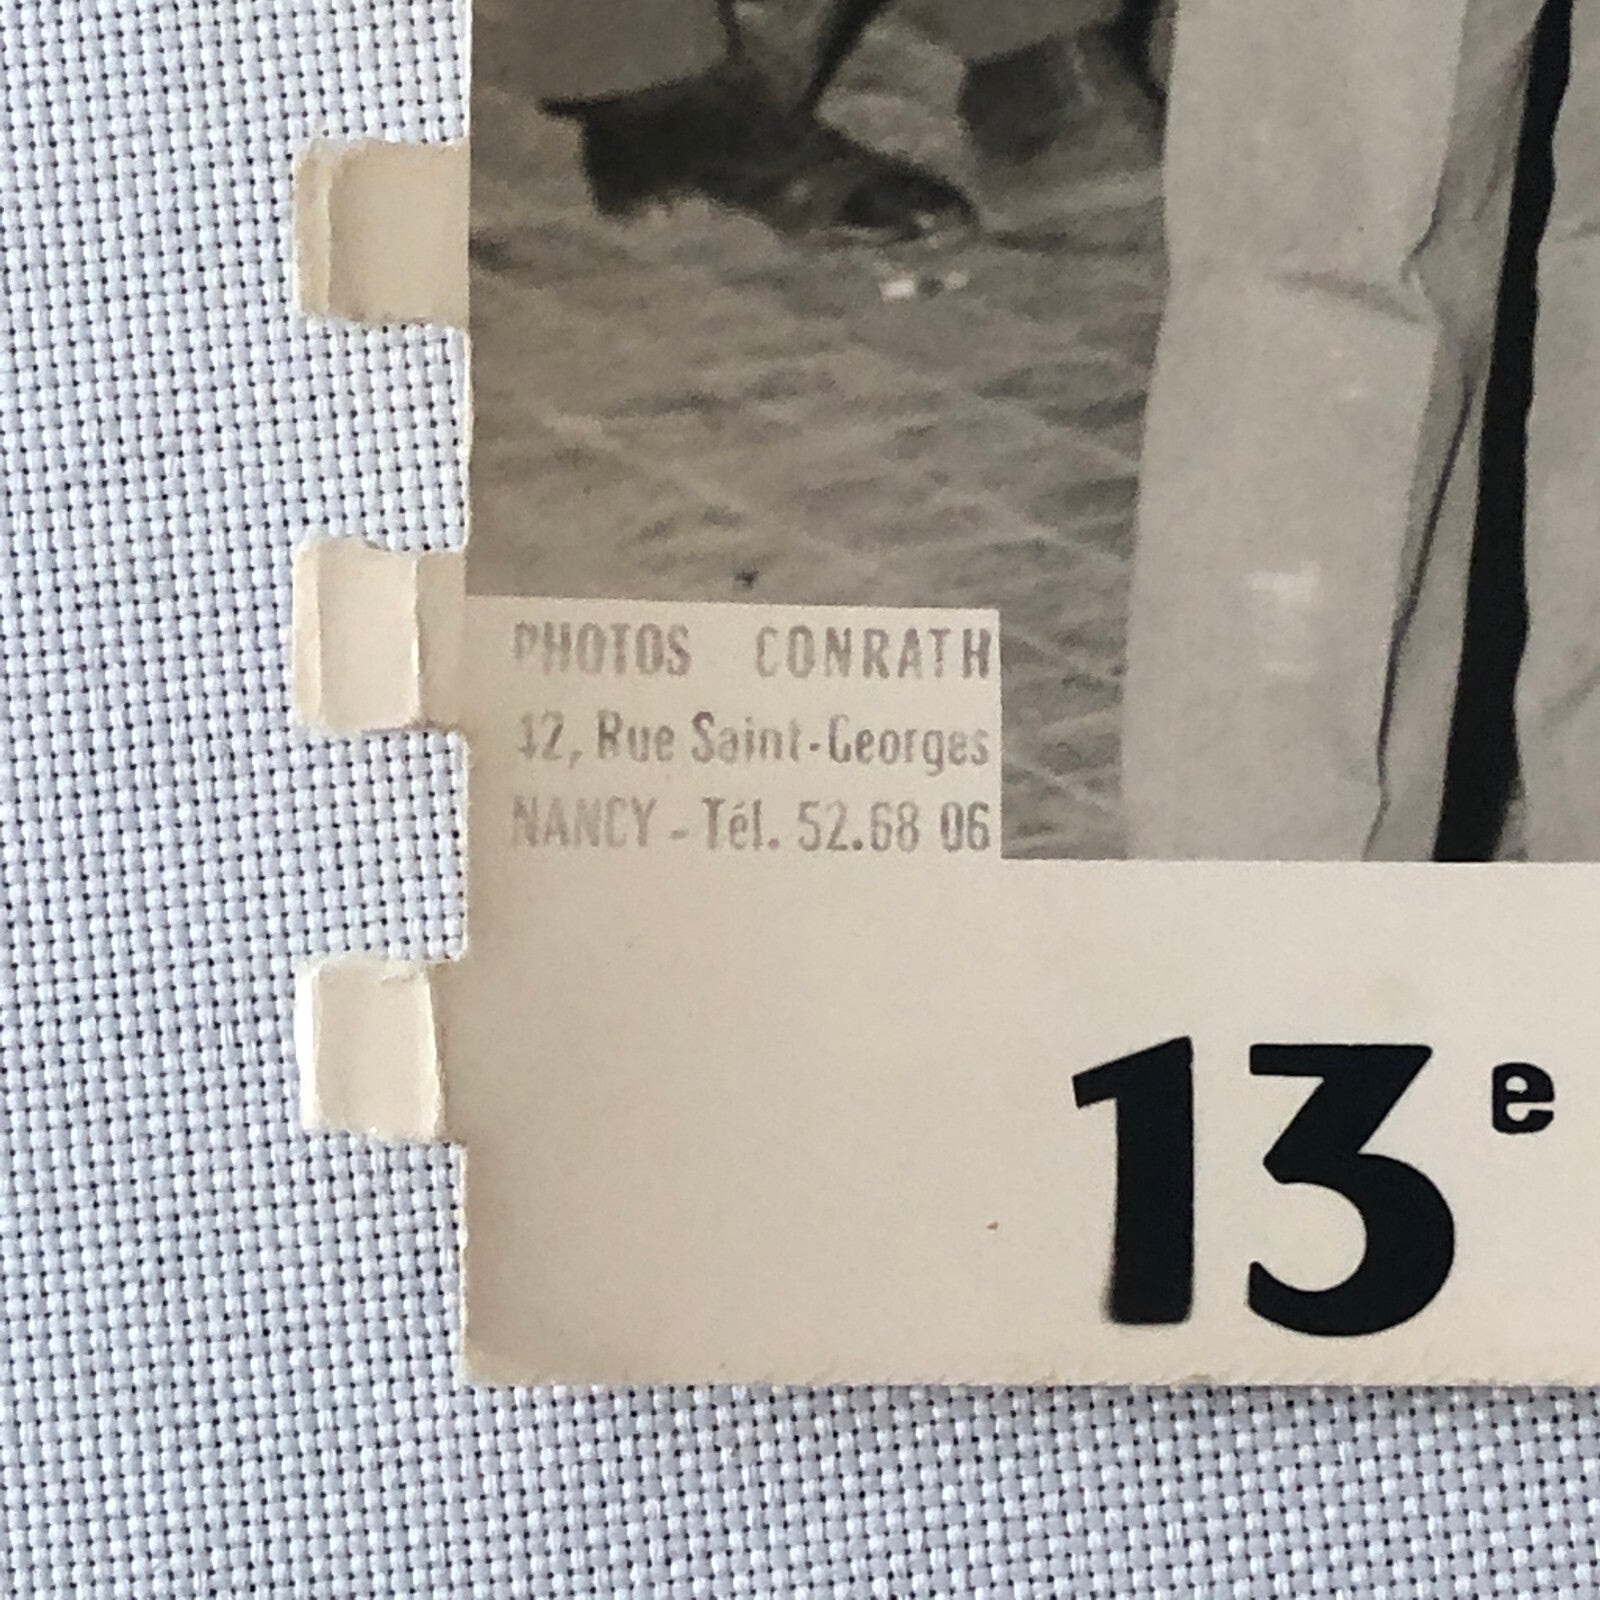 PHOTOS CONRATH
12, Rue Saint-Georges
NANCY - Tél. 52.68 06
13e